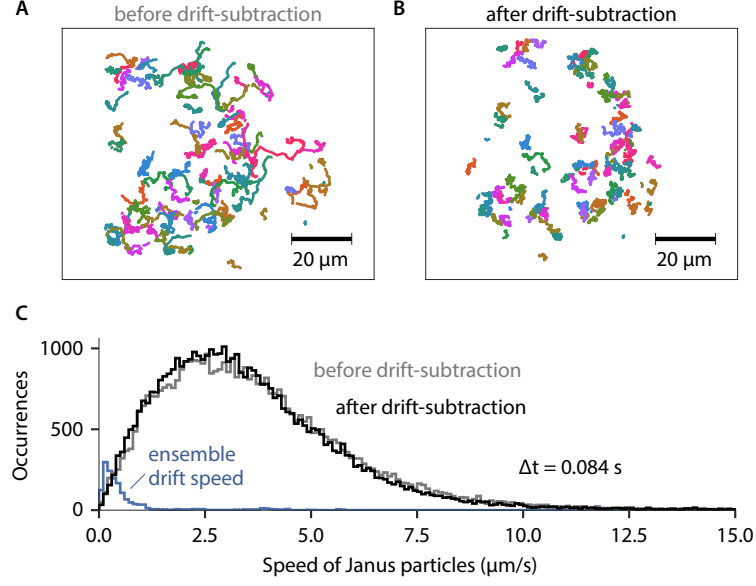 A
before drift-subtraction
B
after drift-subtraction
20 µm
20 µm
C
1000
500
0
Occurrences
before drift-subtraction
after drift-subtraction
ensemble
drift speed
Δt = 0.084 s
0.0 2.5 5.0 7.5 10.0 12.5 15.0
Speed of Janus particles (µm/s)